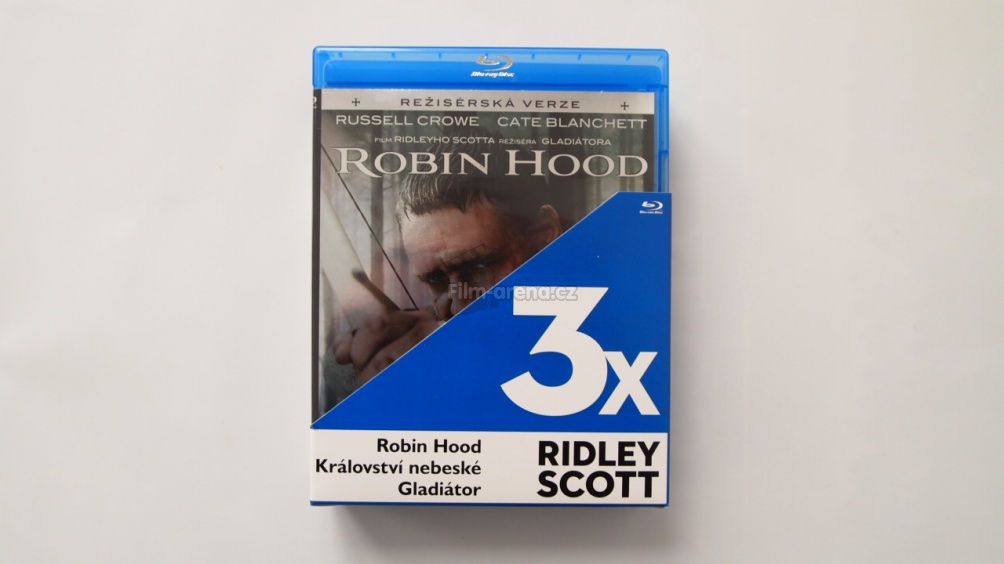 Blu-ray Disc
REŽISÉRSKÁ VERZE
RUSSELL CROWE CATE BLANCHETT
FILM RIDLEYHO SCOTTA REŽISÉRA GLADIÁTORA
ROBIN HOOD
Blu-ray Disc
Film-arena.cz
3x
Robin Hood
Království nebeské
Gladiátor
RIDLEY
SCOTT